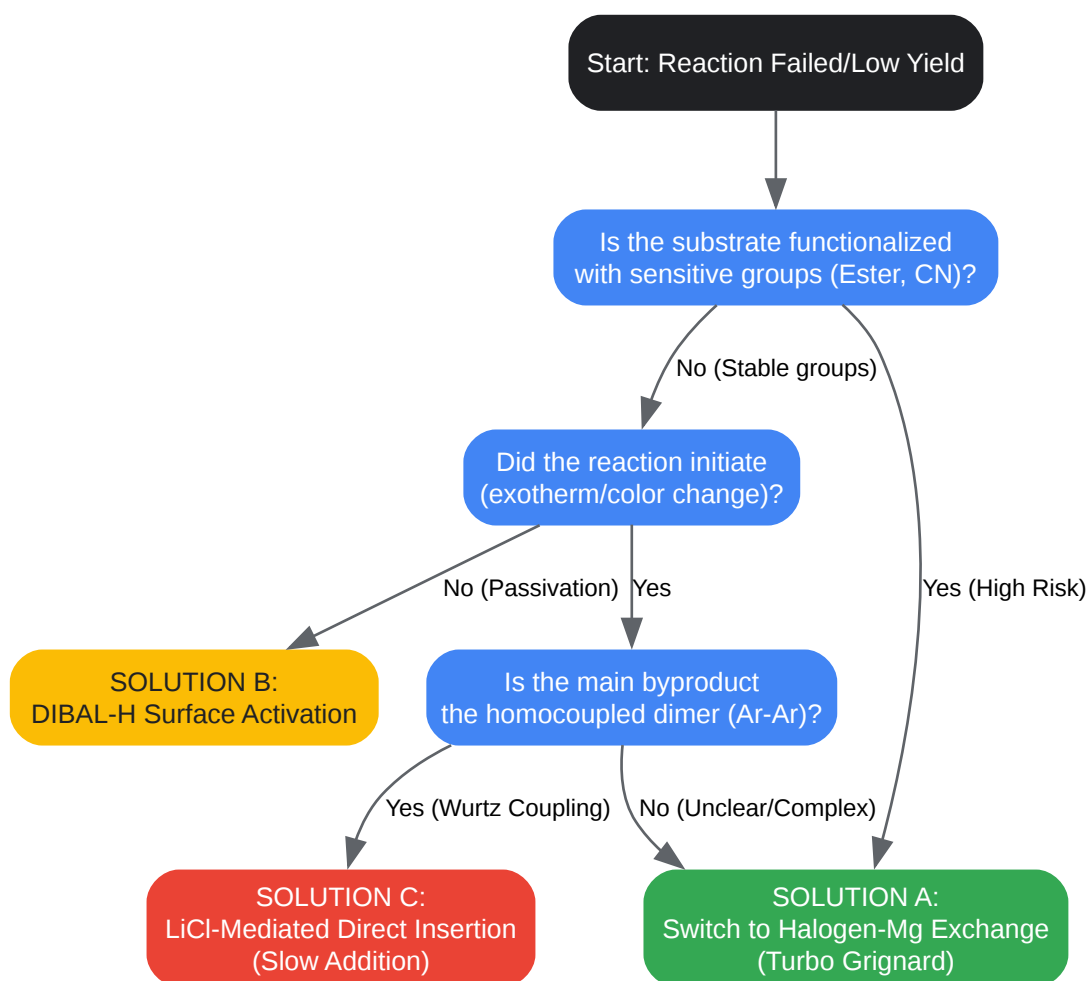 Start: Reaction Failed/Low Yield
Is the substrate functionalized
with sensitive groups (Ester, CN)?
No (Stable groups)
Did the reaction initiate
(exotherm/color change)?
No (Passivation)
Yes
Yes (High Risk)
SOLUTION B:
DIBAL-H Surface Activation
Is the main byproduct
the homocoupled dimer (Ar-Ar)?
Yes (Wurtz Coupling)
No (Unclear/Complex)
SOLUTION C:
LiCl-Mediated Direct Insertion
(Slow Addition)
SOLUTION A:
Switch to Halogen-Mg Exchange
(Turbo Grignard)